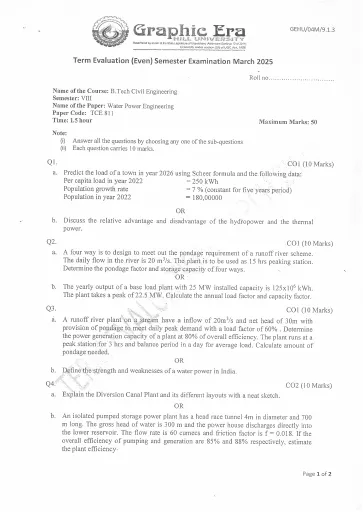 GEHU/04M/9.1.3
Graphic Era
HILL UNIVERSITY
Term Evaluation (Even) Semester Examination March 2025
Roll no.............................
Name of the Course: B.Tech Civil Engineering
Semester: VIII
Name of the Paper: Water Power Engineering
Paper Code: TCE 811
Time: 1.5 hour Maximum Marks: 50
Note:
(i) Answer all the questions by choosing any one of the sub-questions
(ii) Each question carries 10 marks.
Q1. CO1 (10 Marks)
a. Predict the load of a town in year 2026 using Scheer formula and the following data:
Per capita load in year 2022 = 250 kWh
Population growth rate = 7 % (constant for five years period)
Population in year 2022 = 180,00000
OR
b. Discuss the relative advantage and disadvantage of the hydropower and the thermal
power.
Q2. CO1 (10 Marks)
a. A four way is to design to meet out the pondage requirement of a runoff river scheme.
The daily flow in the river is 20 m³/s. The plant is to be used as 15 hrs peaking station.
Determine the pondage factor and storage capacity of four ways.
OR
b. The yearly output of a base load plant with 25 MW installed capacity is 125x10⁶ kWh.
The plant takes a peak of 22.5 MW. Calculate the annual load factor and capacity factor.
Q3. CO1 (10 Marks)
a. A runoff river plant on a stream have a inflow of 20m³/s and net head of 30m with
provision of pondage to meet daily peak demand with a load factor of 60% . Determine
the power generation capacity of a plant at 80% of overall efficiency. The plant runs at a
peak station for 3 hrs and balance period in a day for average load. Calculate amount of
pondage needed.
OR
b. Define the strength and weaknesses of a water power in India.
Q4. CO2 (10 Marks)
a. Explain the Diversion Canal Plant and its different layouts with a neat sketch.
OR
b. An isolated pumped storage power plant has a head race tunnel 4m in diameter and 700
m long. The gross head of water is 300 m and the power house discharges directly into
the lower reservoir. The flow rate is 60 cumecs and friction factor is f = 0.018. If the
overall efficiency of pumping and generation are 85% and 88% respectively, estimate
the plant efficiency.
Page 1 of 2